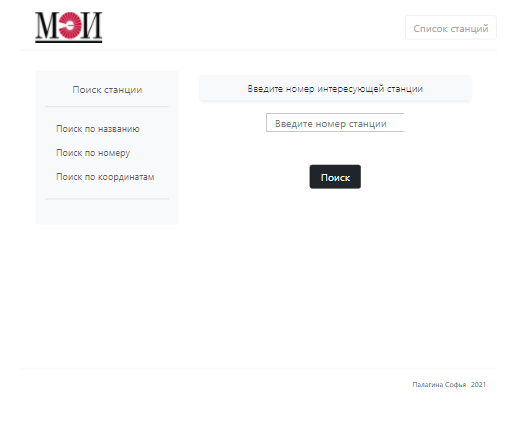 МЭИ
Список станций
Поиск станции
Поиск по названию
Поиск по номеру
Поиск по координатам
Введите номер интересующей станции
Введите номер станции
Поиск
Палагина Софья 2021